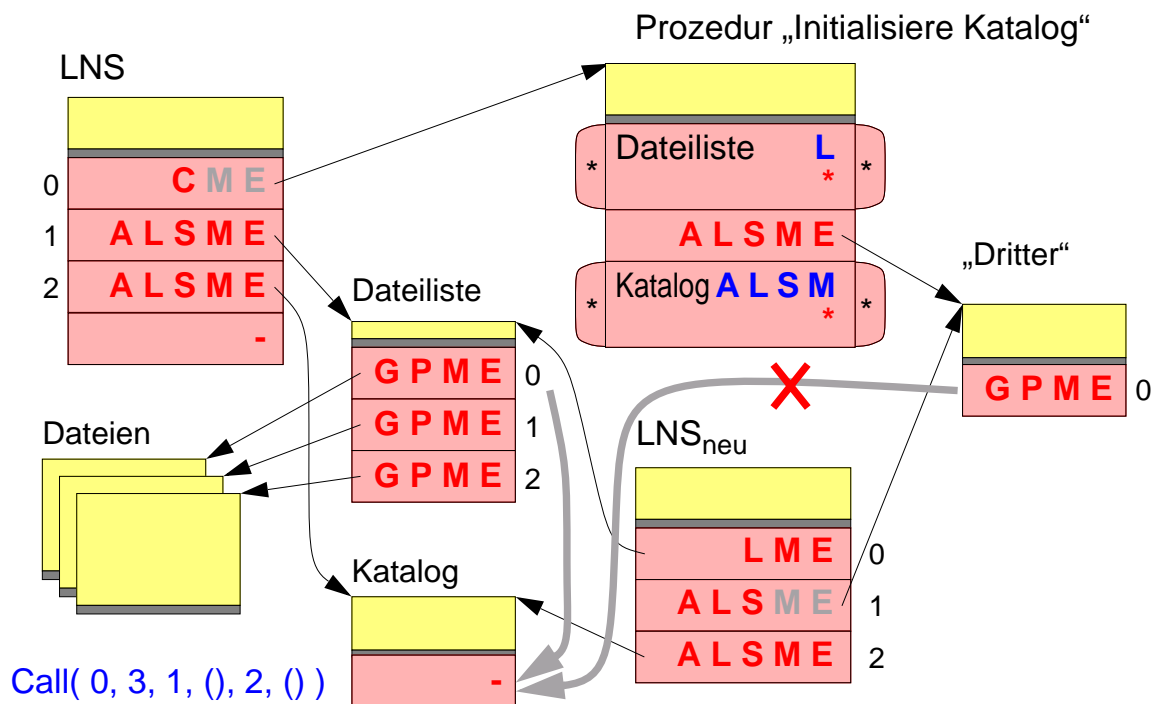 Prozedur „Initialisiere Katalog“
LNS
0 C M E
1 A L S M E
2 A L S M E
-
* Dateiliste L *
*
A L S M E
* Katalog A L S M *
*
„Dritter“
G P M E 0
Dateiliste
G P M E 0
G P M E 1
G P M E 2
Dateien
LNSneu
L M E 0
A L S M E 1
A L S M E 2
Katalog
-
Call( 0, 3, 1, (), 2, () )